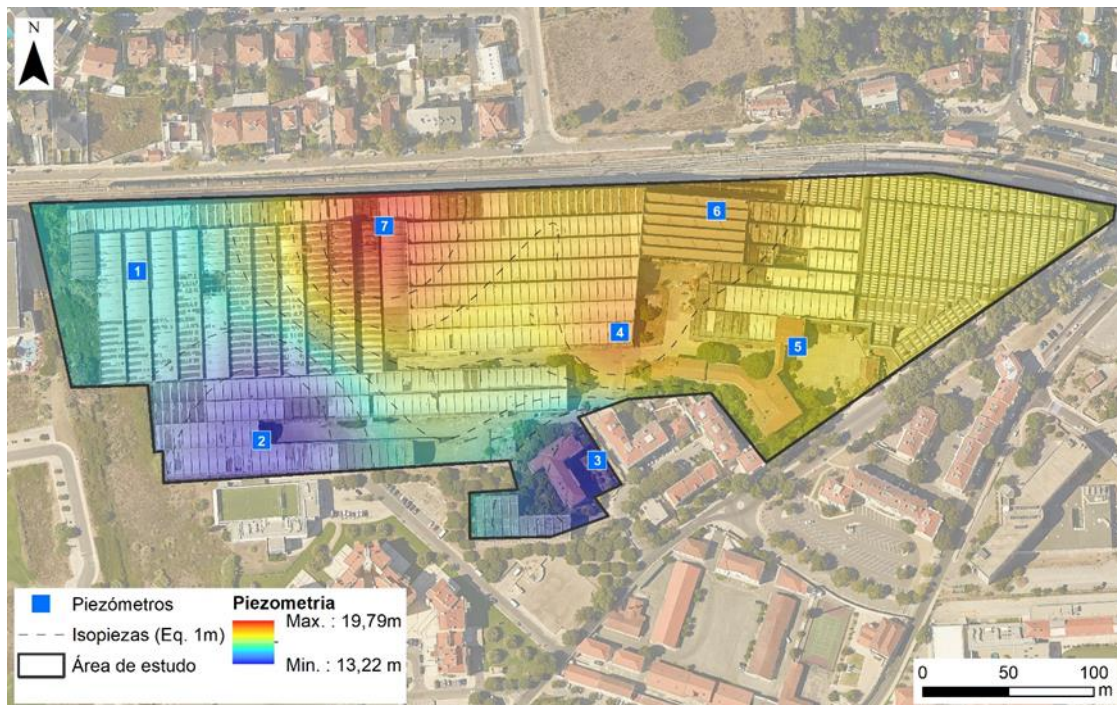 N
7
6
1
4
5
2
3
Piezómetros
Isopiezas (Eq. 1m)
Área de estudo
Piezometria
Max. : 19,79m
Min. : 13,22 m
0 50 100
m